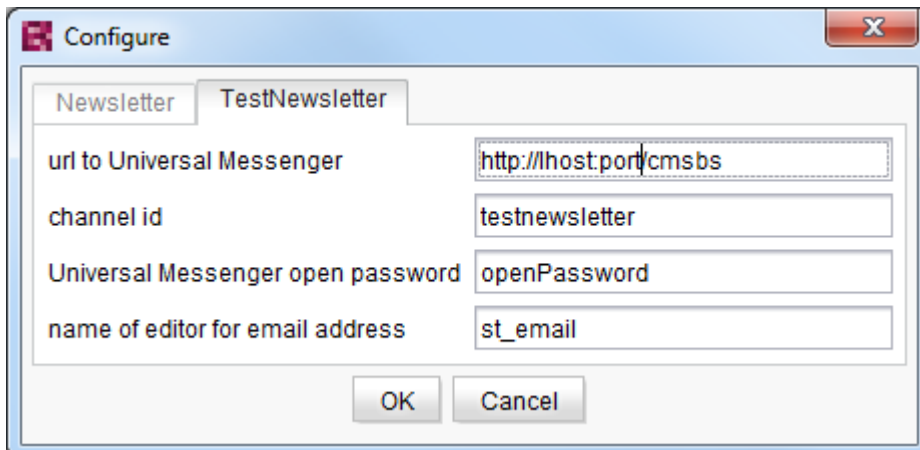 Configure
Newsletter TestNewsletter
url to Universal Messenger http://lhost:port/cmsbs
channel id testnewsletter
Universal Messenger open password openPassword
name of editor for email address st_email
OK Cancel